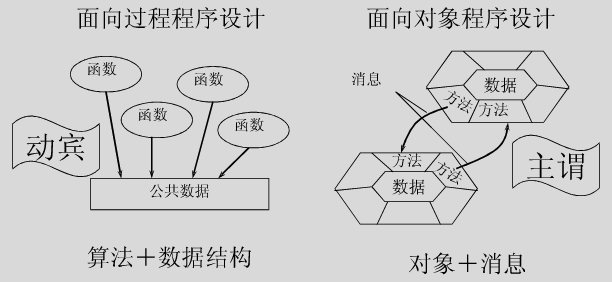 面向过程程序设计
函数
函数
函数
函数
动宾
公共数据
算法＋数据结构
面向对象程序设计
消息
数据
方法
方法
方法
方法
数据
主谓
对象＋消息